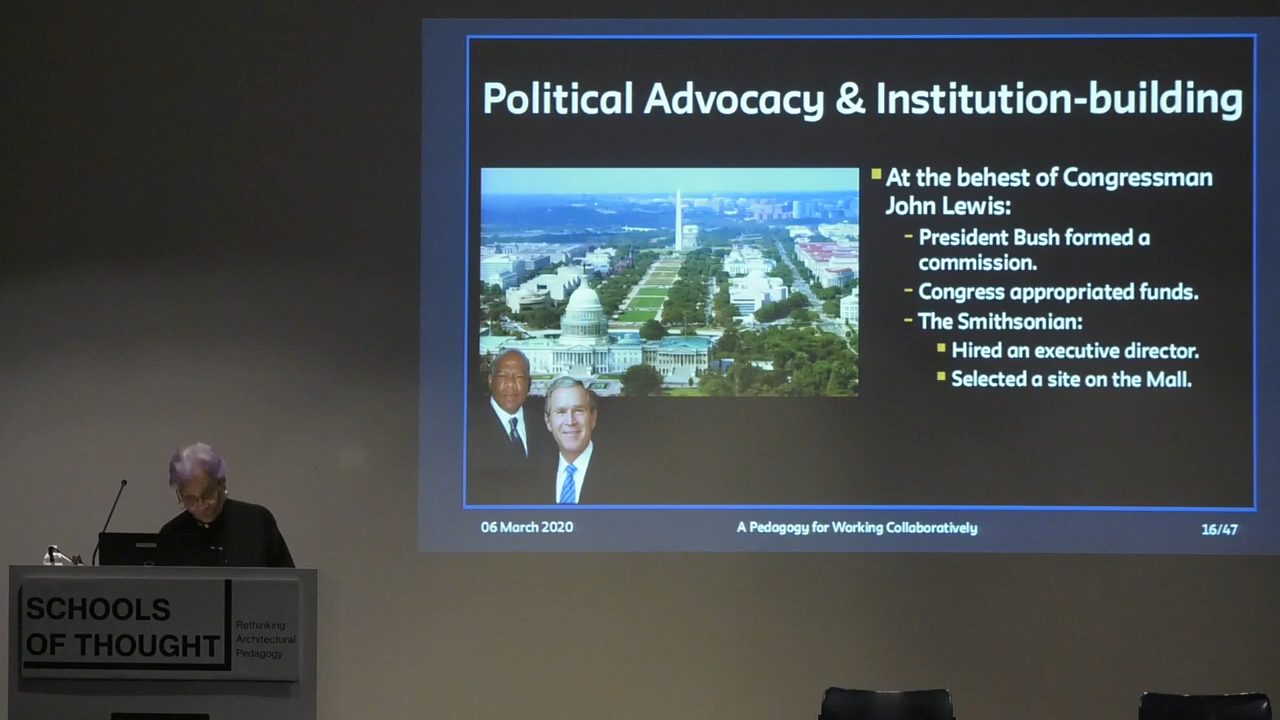 Political Advocacy & Institution-building
At the behest of Congressman
John Lewis:
– President Bush formed a
commission.
– Congress appropriated funds.
– The Smithsonian:
Hired an executive director.
Selected a site on the Mall.
06 March 2020
A Pedagogy for Working Collaboratively
16/47
SCHOOLS
OF THOUGHT
Rethinking
Architectural
Pedagogy